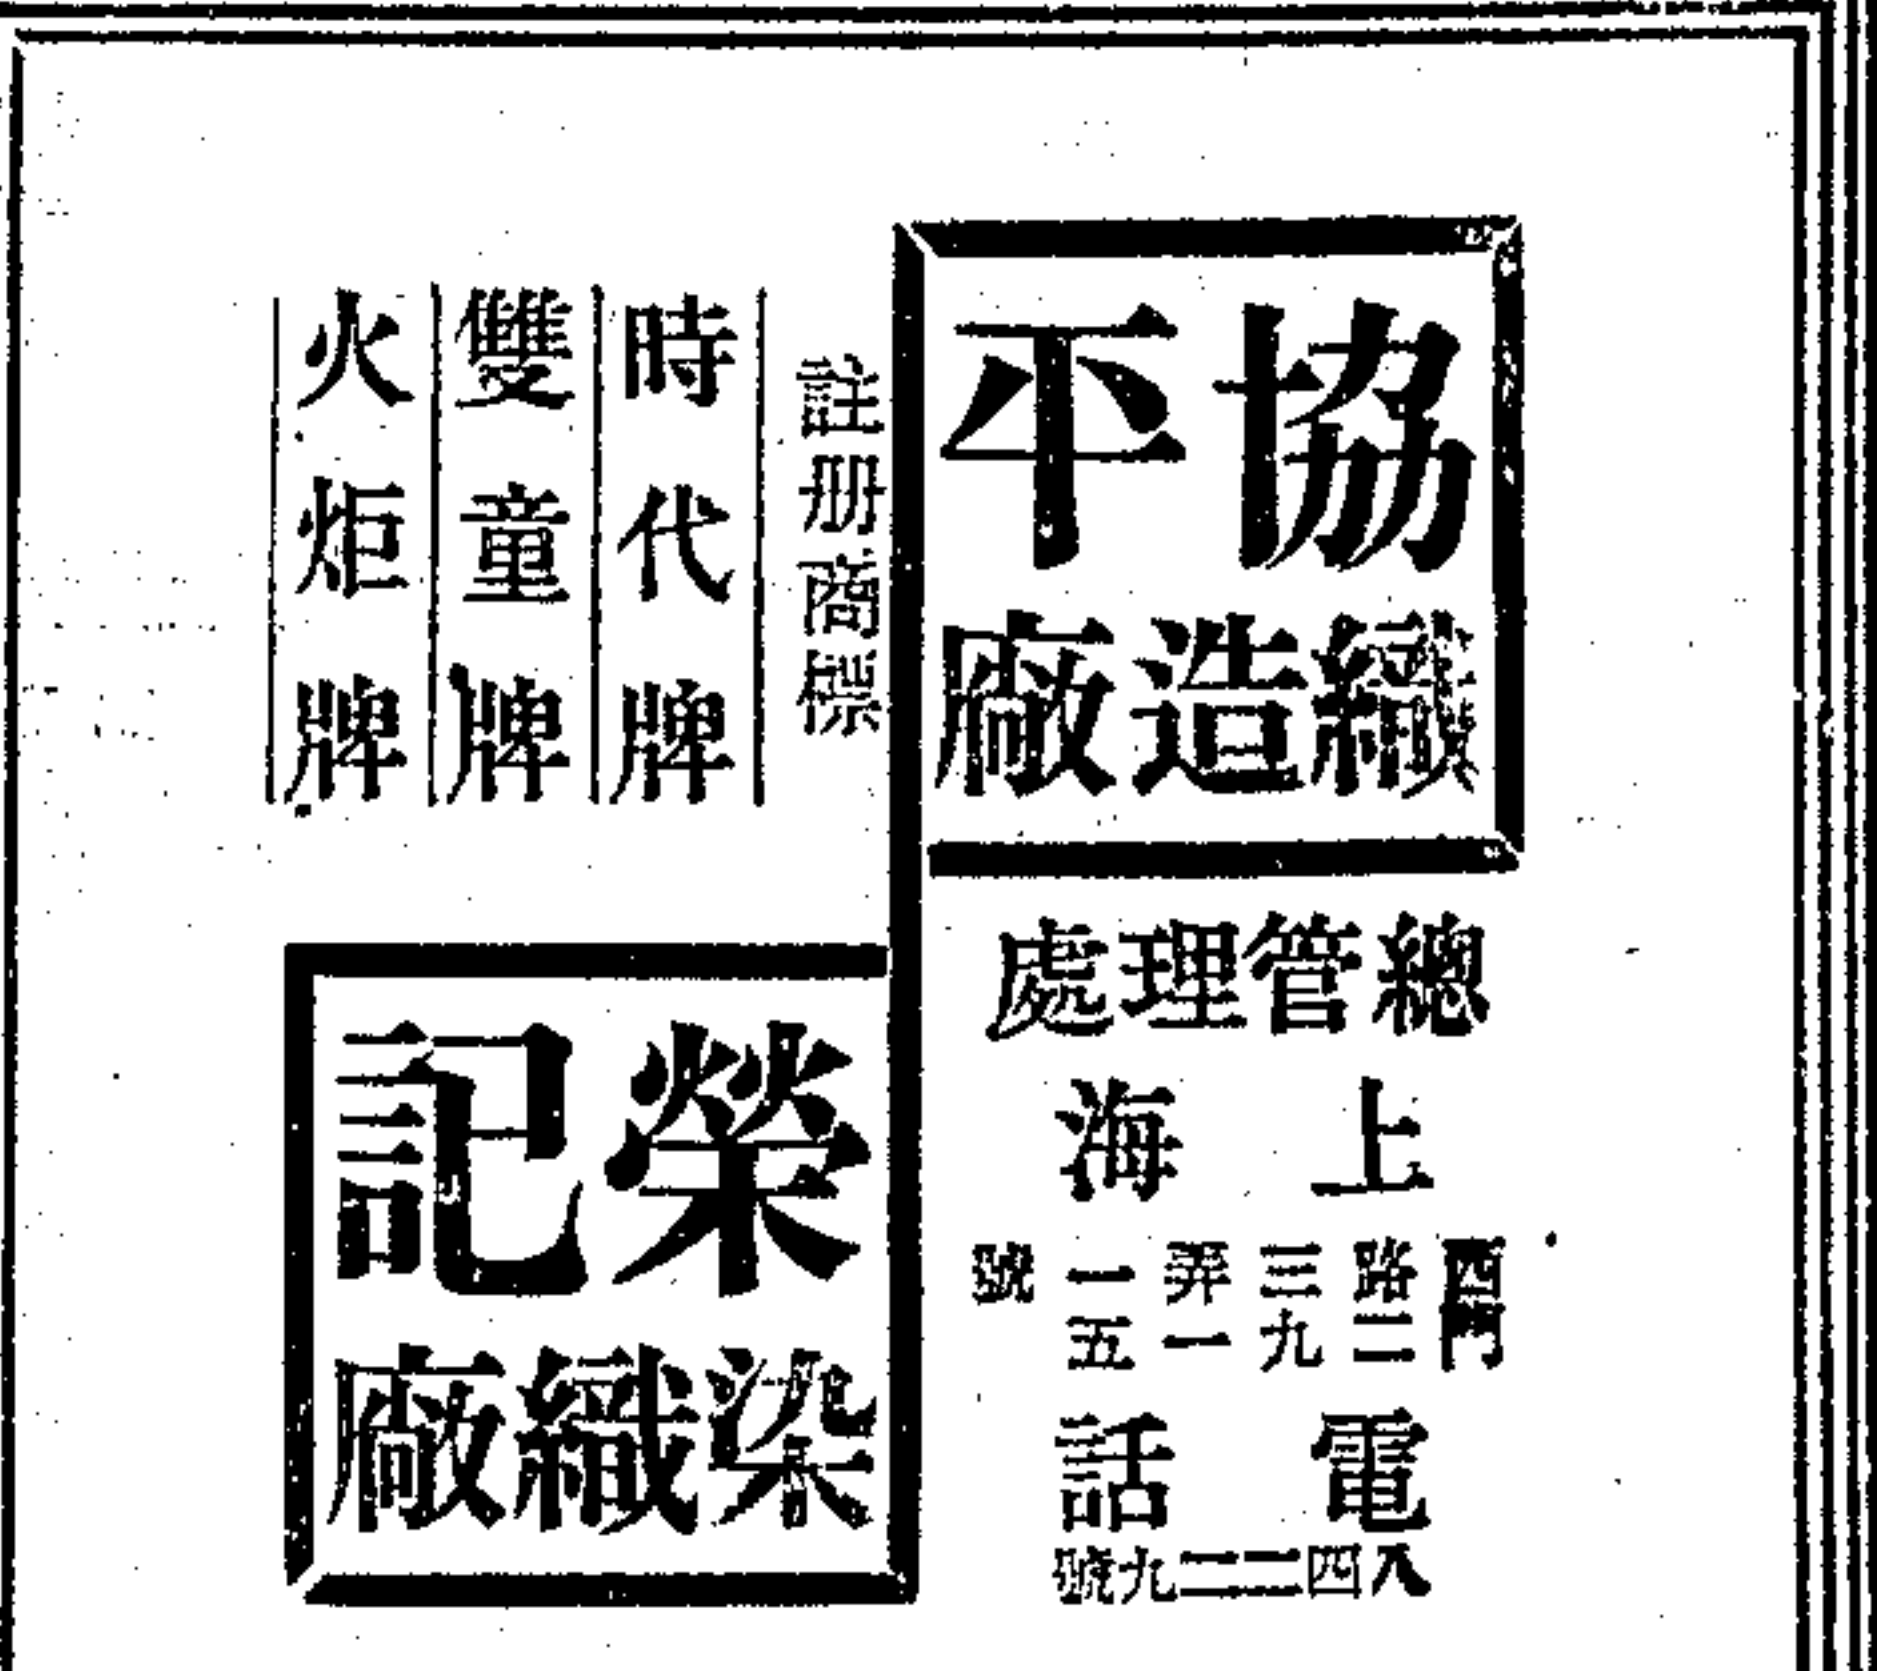 協平
織造廠
總管理處
上海
西門路二三九弄一一五號
電話
八四二二九號
註册商標
時代牌
雙童牌
火炬牌
榮記
染織廠